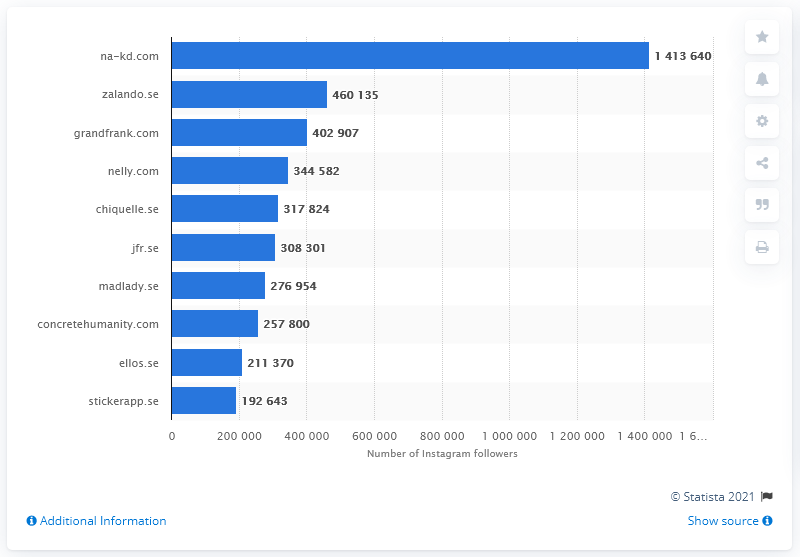 na-kd.com 1 413 640
zalando.se 460 135
grandfrank.com 402 907
nelly.com 344 582
chiquelle.se 317 824
jfr.se 308 301
madlady.se 276 954
concretehumanity.com 257 800
ellos.se 211 370
stickerapp.se 192 643
0 200 000 400 000 600 000 800 000 1 000 000 1 200 000 1 400 000 1 6...
Number of Instagram followers
© Statista 2021
Additional Information Show source